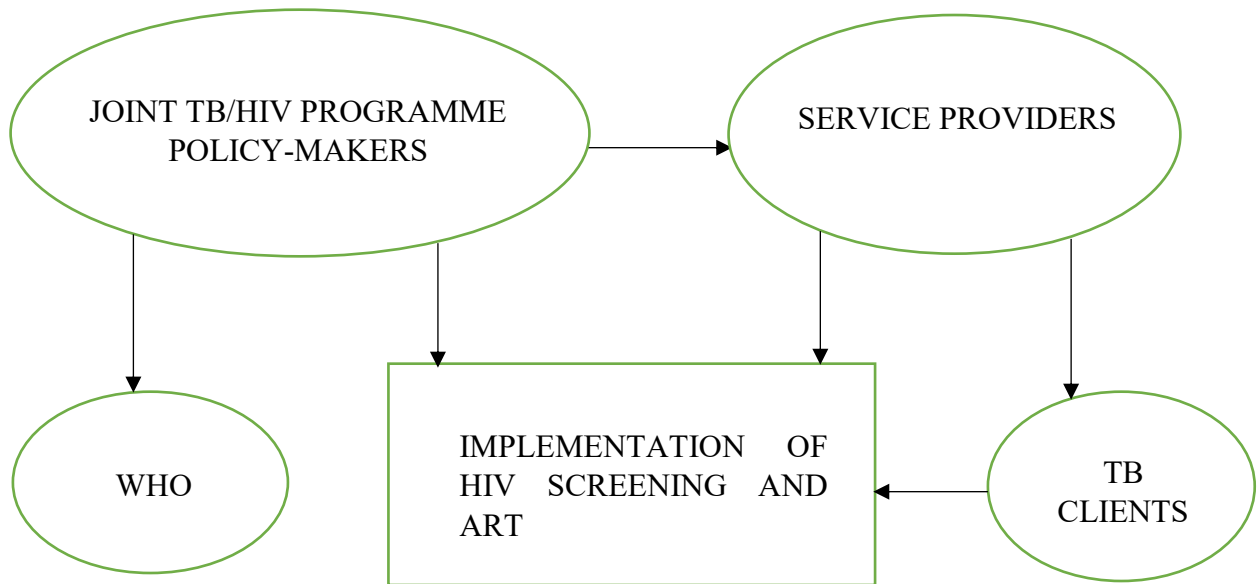 JOINT TB/HIV PROGRAMME
POLICY-MAKERS
SERVICE PROVIDERS
WHO
IMPLEMENTATION OF
HIV SCREENING AND
ART
TB
CLIENTS